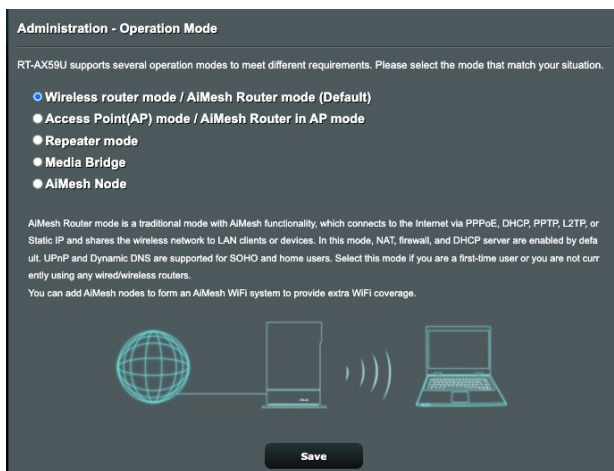 Administration - Operation Mode
RT-AX59U supports several operation modes to meet different requirements. Please select the mode that match your situation.
Wireless router mode / AiMesh Router mode (Default)
Access Point(AP) mode / AiMesh Router in AP mode
Repeater mode
Media Bridge
AiMesh Node
AiMesh Router mode is a traditional mode with AiMesh functionality, which connects to the Internet via PPPoE, DHCP, PPTP, L2TP, or
Static IP and shares the wireless network to LAN clients or devices. In this mode, NAT, firewall, and DHCP server are enabled by defa
ult. UPnP and Dynamic DNS are supported for SOHO and home users. Select this mode if you are a first-time user or you are not curr
ently using any wired/wireless routers.
You can add AiMesh nodes to form an AiMesh WiFi system to provide extra WiFi coverage.
Save